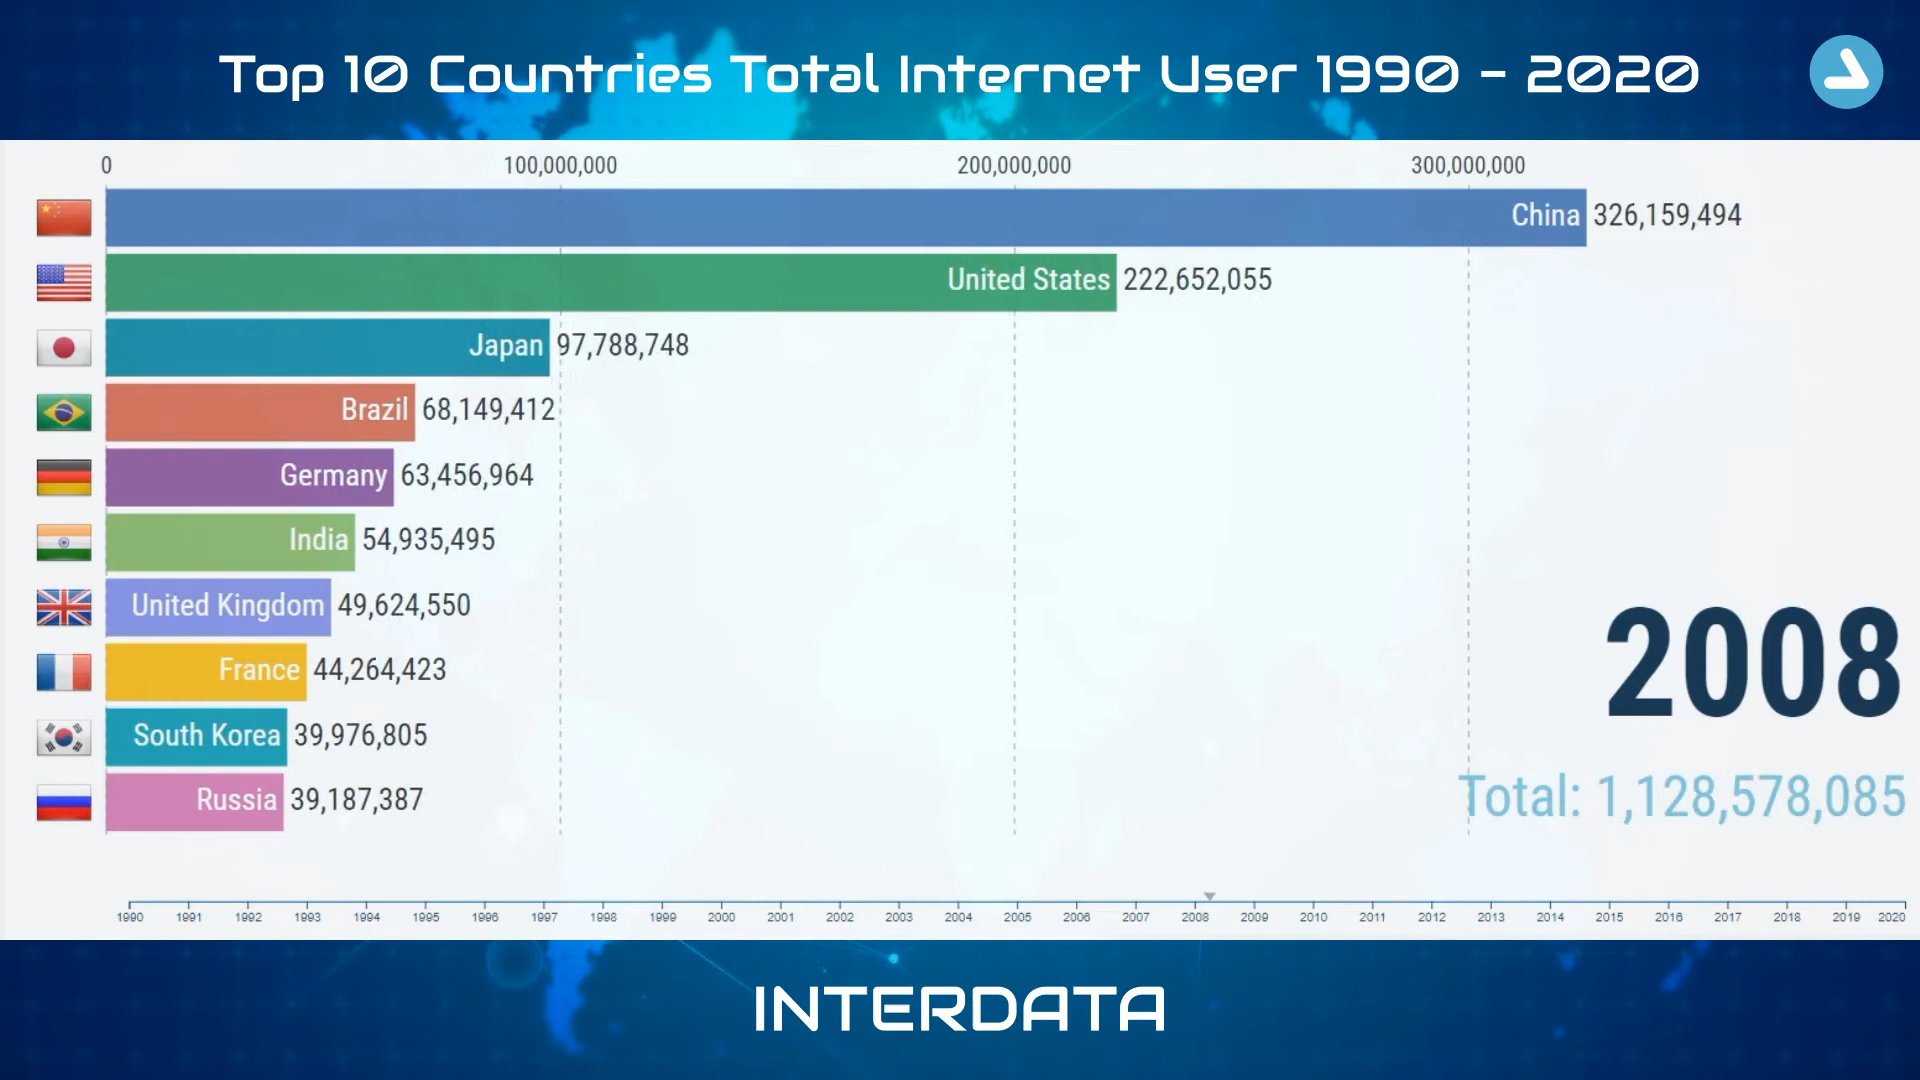 Top 10 Countries Total Internet User 1990 - 2020
0 100,000,000 200,000,000 300,000,000
China 326,159,494
United States 222,652,055
Japan 97,788,748
Brazil 68,149,412
Germany 63,456,964
India 54,935,495
United Kingdom 49,624,550
France 44,264,423
South Korea 39,976,805
Russia 39,187,387
2008
Total: 1,128,578,085
1990 1991 1992 1993 1994 1995 1996 1997 1998 1999 2000 2001 2002 2003 2004 2005 2006 2007 2008 2009 2010 2011 2012 2013 2014 2015 2016 2017 2018 2019 2020
INTERDATA